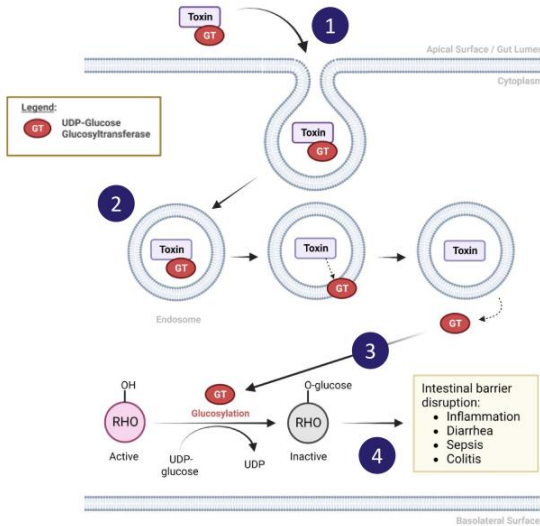 Toxin
GT
1
Apical Surface / Gut Lumen
Cytoplasm
Legend:
GT
UDP-Glucose
Glucosyltransferase
Toxin
GT
2
Toxin
GT
Toxin
GT
Toxin
GT
Endosome
3
OH
GT
O-glucose
Glucosylation
RHO
RHO
Active
UDP-
glucose
UDP
Inactive
4
Intestinal barrier
disruption:
• Inflammation
• Diarrhea
• Sepsis
• Colitis
Basolateral Surface